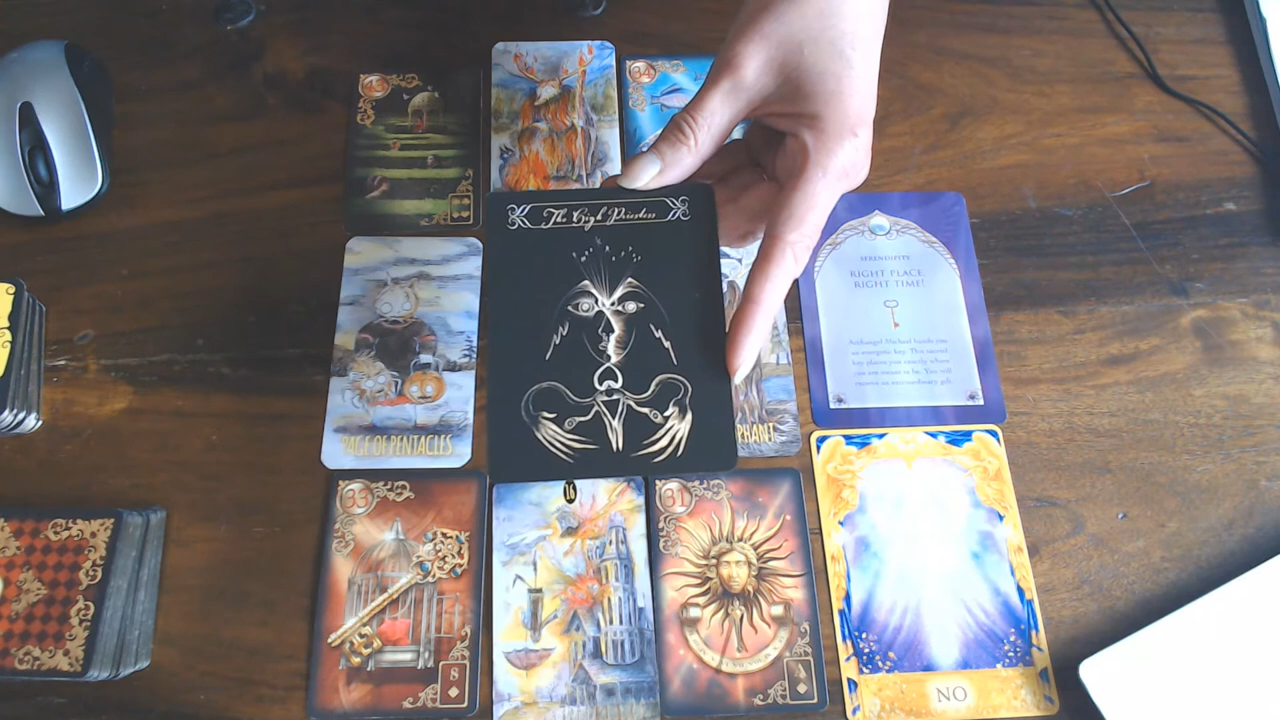 43
34
The High Priestess
SERENDIPITY
RIGHT PLACE,
RIGHT TIME!
Archangel Michael hands you
an energetic key. This sacred
key places you exactly where
you are meant to be. You will
receive an extraordinary gift.
PAGE OF PENTACLES
PHANT
33
16
31
8
A
NO